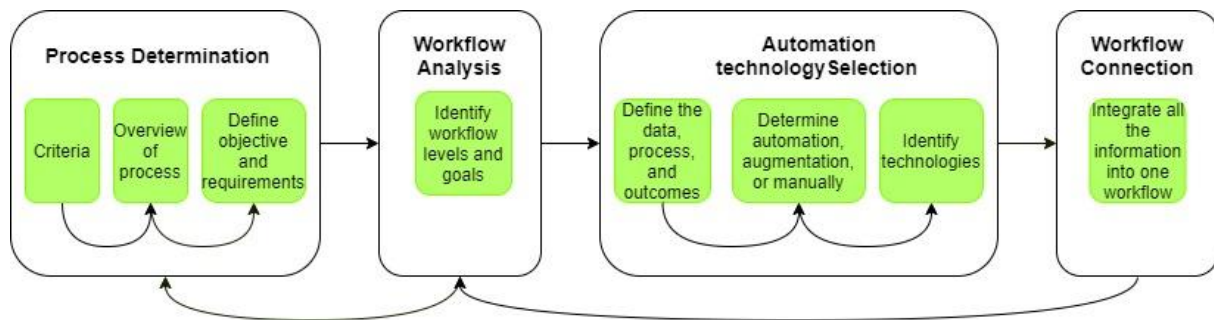 Process Determination
Criteria
Overview
of
process
Define
objective
and
requirements
Workflow
Analysis
Identify
workflow
levels and
goals
Automation
technology Selection
Define the
data,
process,
and
outcomes
Determine
automation,
augmentation,
or manually
Identify
technologies
Workflow
Connection
Integrate all
the
information
into one
workflow